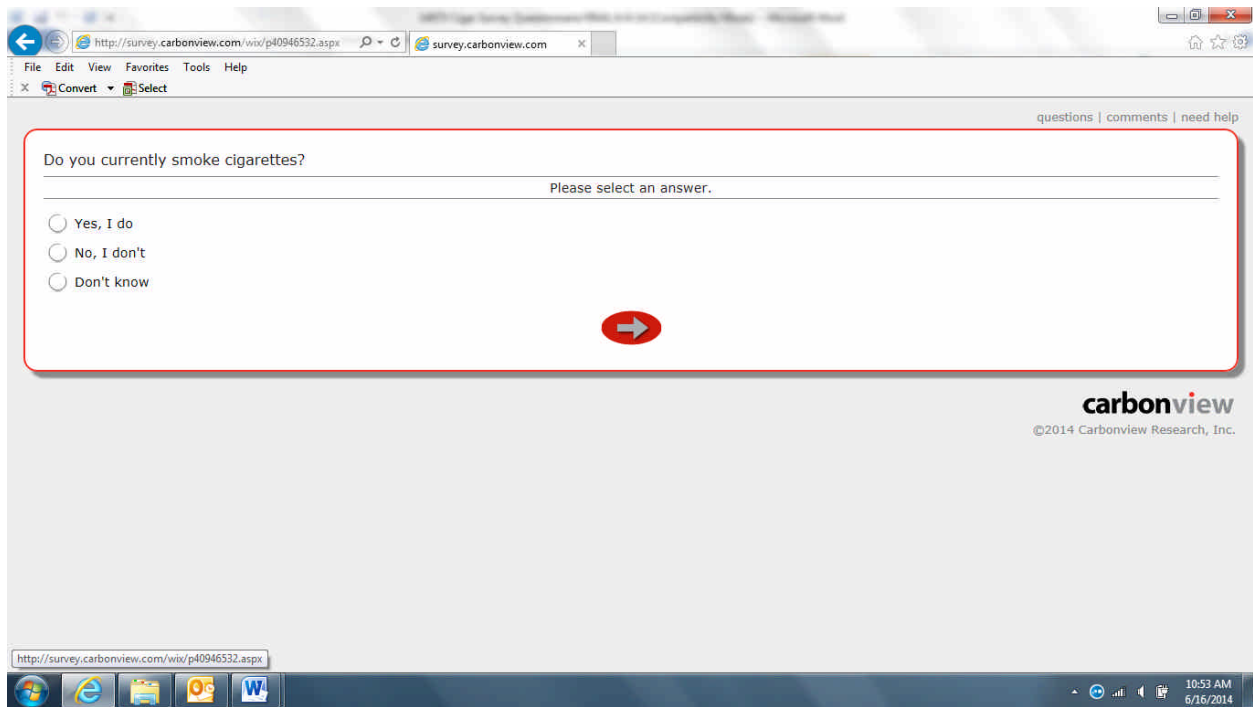 http://survey.carbonview.com/wix/p40946532.aspx
survey.carbonview.com
File Edit View Favorites Tools Help
Convert Select
questions | comments | need help
Do you currently smoke cigarettes?
Please select an answer.
Yes, I do
No, I don't
Don't know
carbonview
©2014 Carbonview Research, Inc.
http://survey.carbonview.com/wix/p40946532.aspx
10:53 AM
6/16/2014